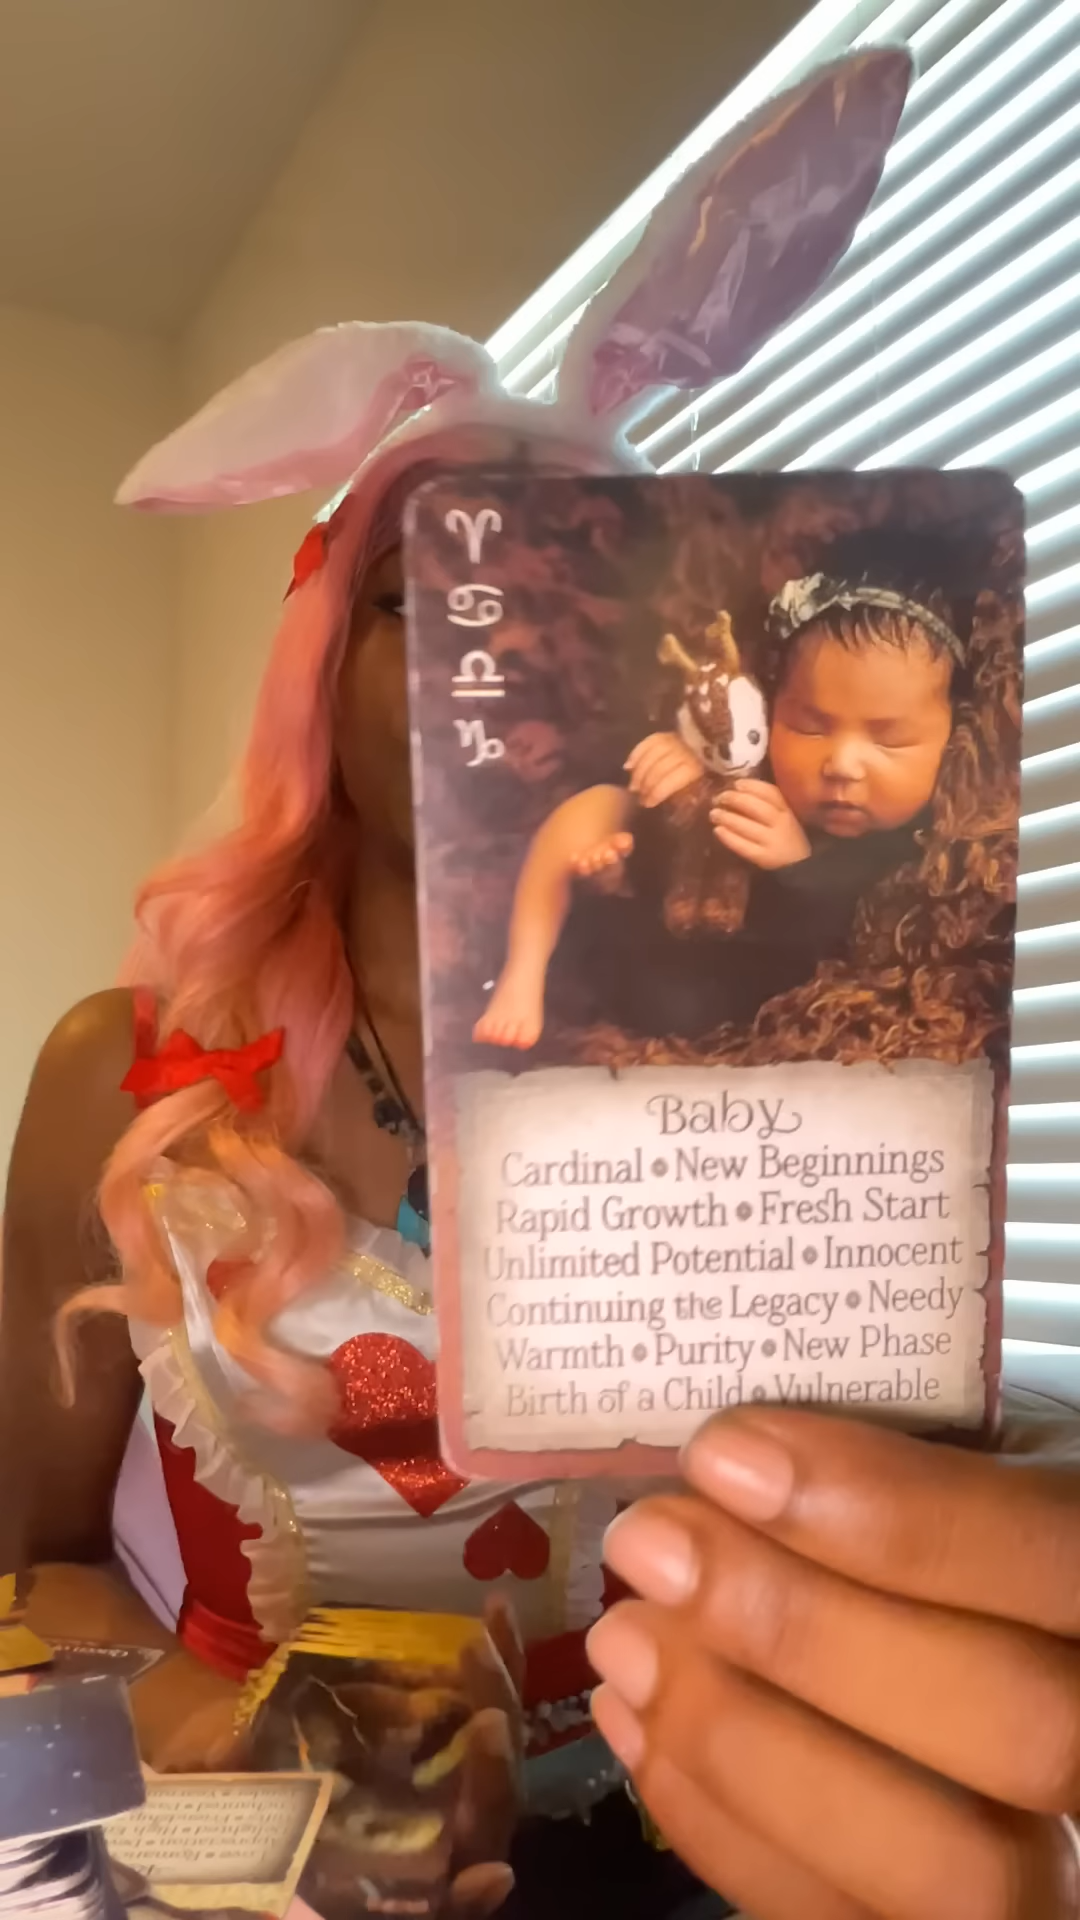 ♈
♋
♎
♑
Baby
Cardinal • New Beginnings
Rapid Growth • Fresh Start
Unlimited Potential • Innocent
Continuing the Legacy • Needy
Warmth • Purity • New Phase
Birth of a Child • Vulnerable
Queen